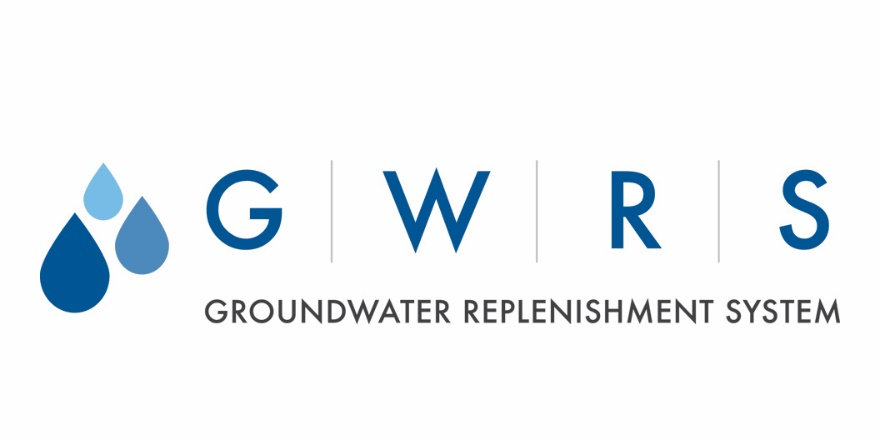 G W R S
GROUNDWATER REPLENISHMENT SYSTEM